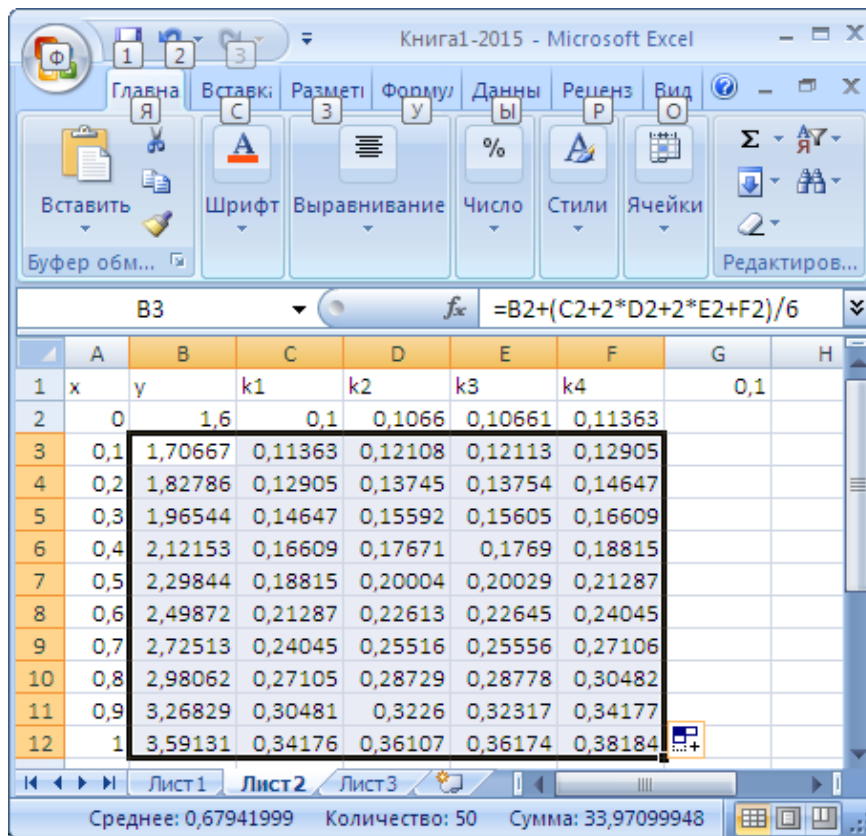 Книга1-2015 - Microsoft Excel
Ф 1 2 3
Главна Вставк Размет Форму Данны Реценз Вид
Я С З У Ы Р О
Вставить Шрифт Выравнивание Число Стили Ячейки
Буфер обм... Редактиров...
B3 fx =B2+(C2+2*D2+2*E2+F2)/6
A B C D E F G H
1 x y k1 k2 k3 k4 0,1
2 0 1,6 0,1 0,1066 0,10661 0,11363
3 0,1 1,70667 0,11363 0,12108 0,12113 0,12905
4 0,2 1,82786 0,12905 0,13745 0,13754 0,14647
5 0,3 1,96544 0,14647 0,15592 0,15605 0,16609
6 0,4 2,12153 0,16609 0,17671 0,1769 0,18815
7 0,5 2,29844 0,18815 0,20004 0,20029 0,21287
8 0,6 2,49872 0,21287 0,22613 0,22645 0,24045
9 0,7 2,72513 0,24045 0,25516 0,25556 0,27106
10 0,8 2,98062 0,27105 0,28729 0,28778 0,30482
11 0,9 3,26829 0,30481 0,3226 0,32317 0,34177
12 1 3,59131 0,34176 0,36107 0,36174 0,38184
Лист1 Лист2 Лист3
Среднее: 0,67941999 Количество: 50 Сумма: 33,97099948